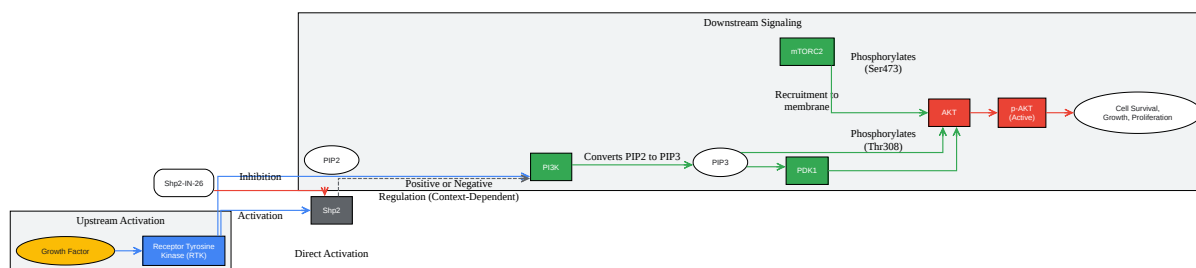 Downstream Signaling
mTORC2
Phosphorylates
(Ser473)
Recruitment to
membrane
AKT
p-AKT
(Active)
Cell Survival,
Growth, Proliferation
Phosphorylates
(Thr308)
PIP2
PI3K
Converts PIP2 to PIP3
PIP3
PDK1
Shp2-IN-26
Inhibition
Positive or Negative
Regulation (Context-Dependent)
Shp2
Upstream Activation
Activation
Growth Factor
Receptor Tyrosine
Kinase (RTK)
Direct Activation